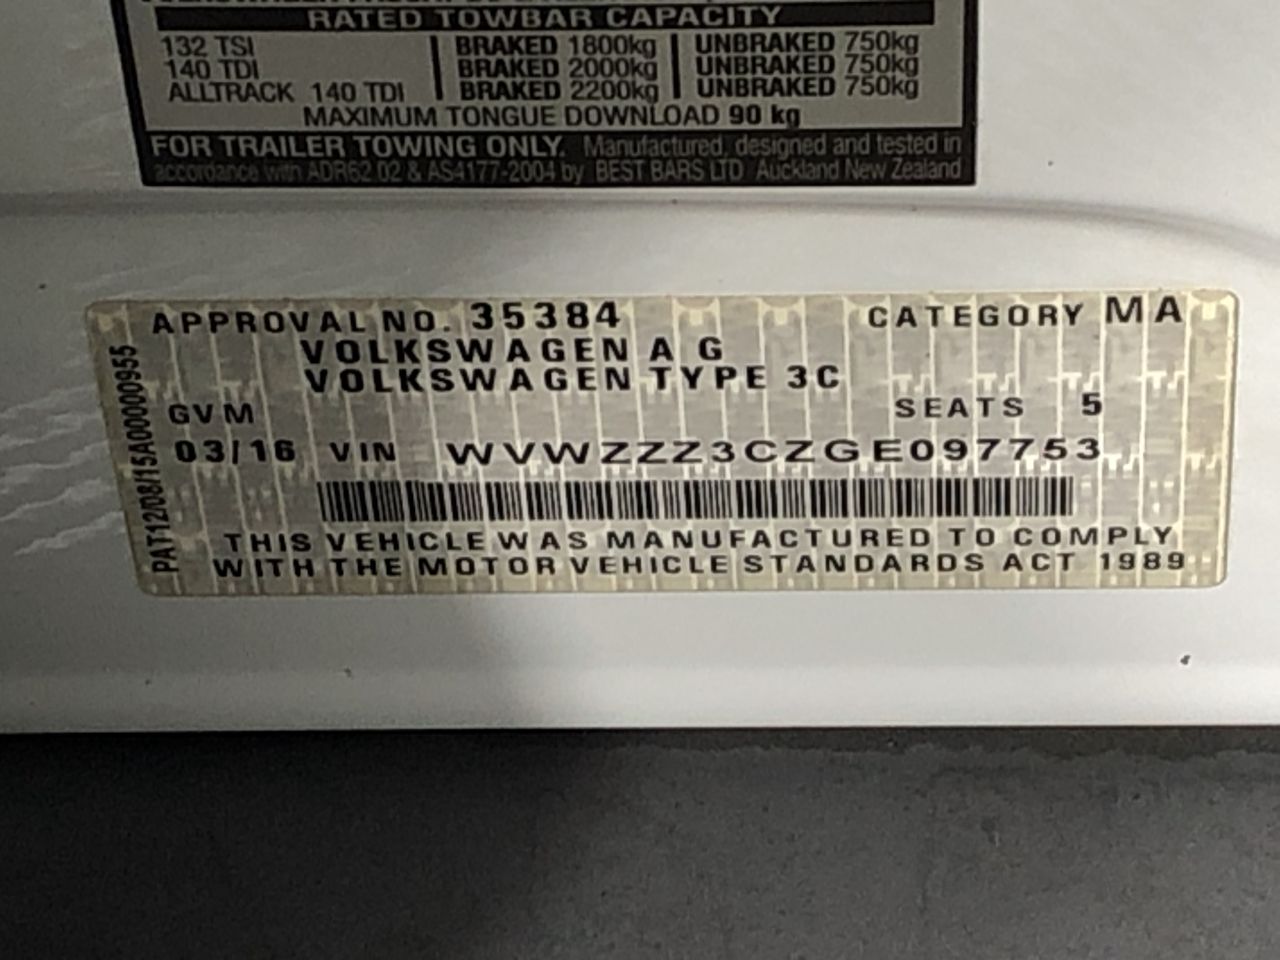 RATED TOWBAR CAPACITY
132 TSI BRAKED 1800kg UNBRAKED 750kg
140 TDI BRAKED 2000kg UNBRAKED 750kg
ALLTRACK 140 TDI BRAKED 2200kg UNBRAKED 750kg
MAXIMUM TONGUE DOWNLOAD 90 kg
FOR TRAILER TOWING ONLY. Manufactured, designed and tested in
accordance with ADR62.02 & AS4177-2004 by BEST BARS LTD Auckland New Zealand
APPROVAL NO. 35384 CATEGORY MA
VOLKSWAGEN AG
VOLKSWAGEN TYPE 3C
GVM SEATS 5
03/16 VIN WVWZZZ3CZGE097753
THIS VEHICLE WAS MANUFACTURED TO COMPLY
WITH THE MOTOR VEHICLE STANDARDS ACT 1989
PAT12/08/15A00000955